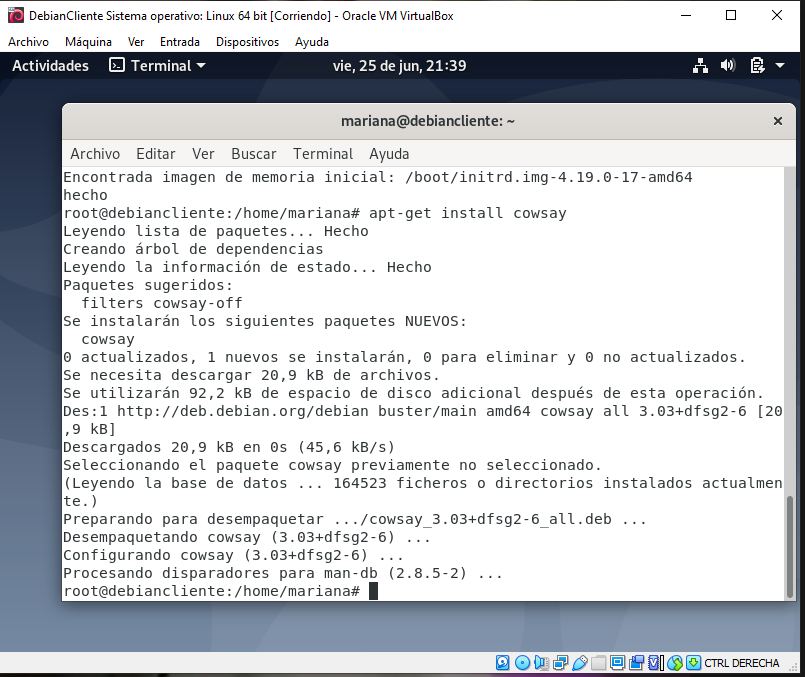 DebianCliente Sistema operativo: Linux 64 bit [Corriendo] - Oracle VM VirtualBox
Archivo Máquina Ver Entrada Dispositivos Ayuda
Actividades Terminal vie, 25 de jun, 21:39
mariana@debiancliente: ~
Archivo Editar Ver Buscar Terminal Ayuda
Encontrada imagen de memoria inicial: /boot/initrd.img-4.19.0-17-amd64
hecho
root@debiancliente:/home/mariana# apt-get install cowsay
Leyendo lista de paquetes... Hecho
Creando árbol de dependencias
Leyendo la información de estado... Hecho
Paquetes sugeridos:
  filters cowsay-off
Se instalarán los siguientes paquetes NUEVOS:
  cowsay
0 actualizados, 1 nuevos se instalarán, 0 para eliminar y 0 no actualizados.
Se necesita descargar 20,9 kB de archivos.
Se utilizarán 92,2 kB de espacio de disco adicional después de esta operación.
Des:1 http://deb.debian.org/debian buster/main amd64 cowsay all 3.03+dfsg2-6 [20
,9 kB]
Descargados 20,9 kB en 0s (45,6 kB/s)
Seleccionando el paquete cowsay previamente no seleccionado.
(Leyendo la base de datos ... 164523 ficheros o directorios instalados actualmen
te.)
Preparando para desempaquetar .../cowsay_3.03+dfsg2-6_all.deb ...
Desempaquetando cowsay (3.03+dfsg2-6) ...
Configurando cowsay (3.03+dfsg2-6) ...
Procesando disparadores para man-db (2.8.5-2) ...
root@debiancliente:/home/mariana#
CTRL DERECHA